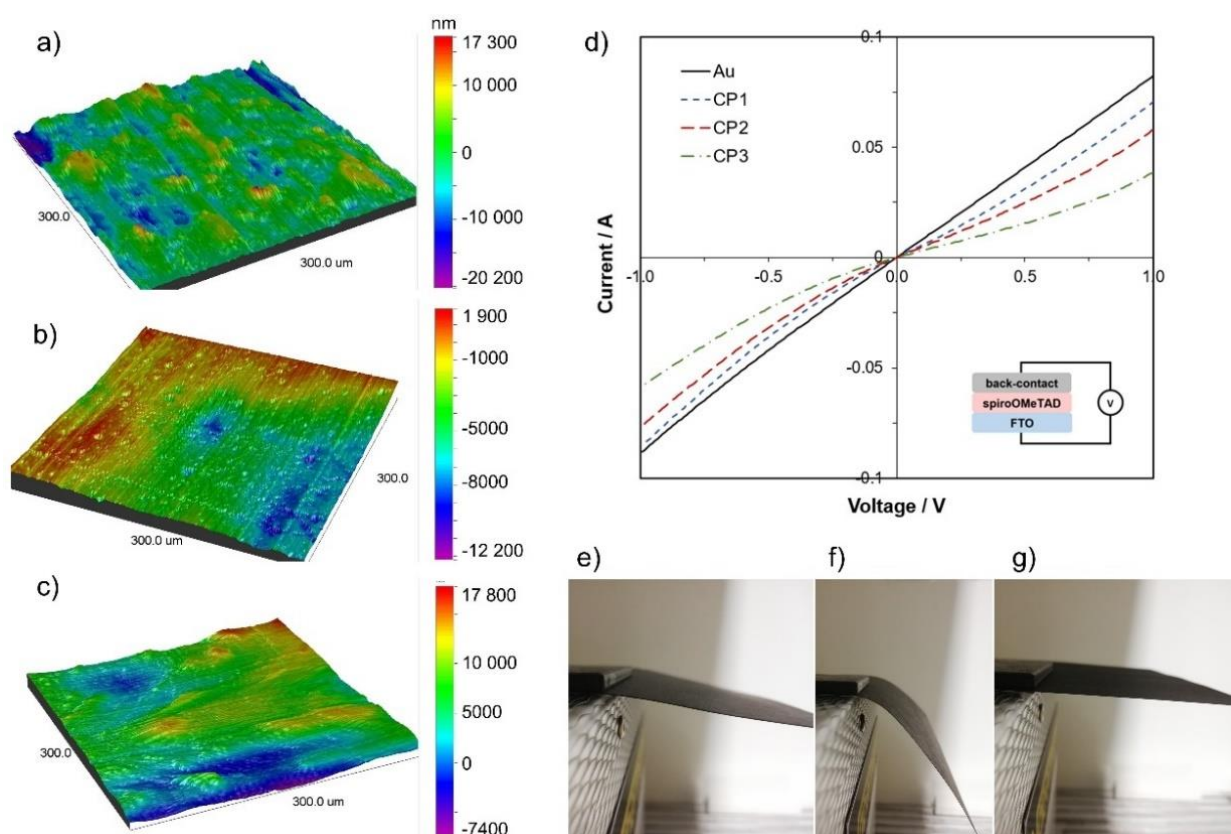 a)
nm
17 300
10 000
0
-10 000
-20 200
300.0
300.0 um
b)
1 900
-1000
-5000
-8000
-12 200
300.0
300.0 um
c)
17 800
10 000
5000
0
-7400
300.0
300.0 um
d)
0.1
0.05
0
-0.05
-0.1
-1.0
-0.5
0.0
0.5
1.0
Current / A
Voltage / V
Au
CP1
CP2
CP3
back-contact
spiroOMeTAD
FTO
V
e)
f)
g)